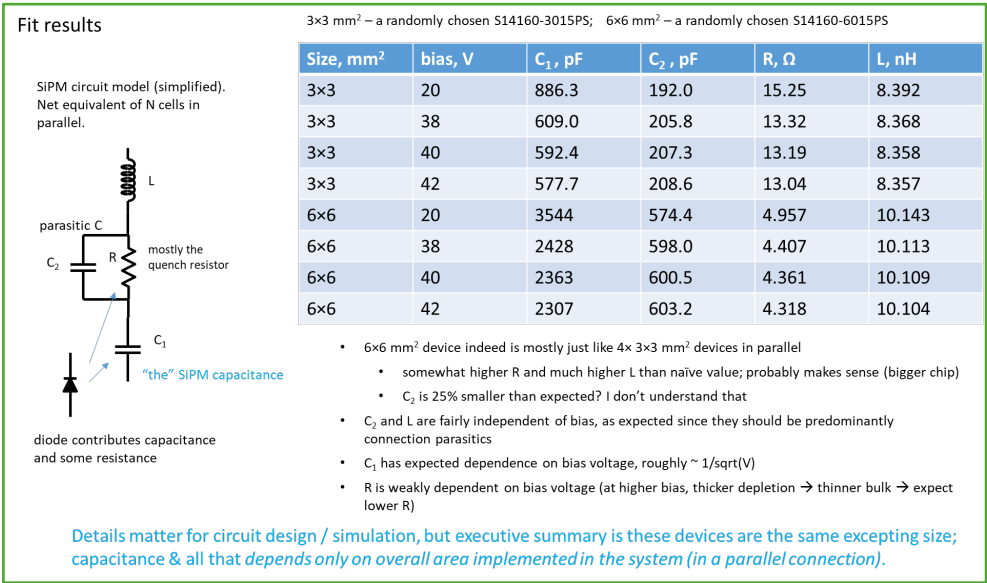 Fit results
3×3 mm² – a randomly chosen S14160-3015PS; 6×6 mm² – a randomly chosen S14160-6015PS
SiPM circuit model (simplified).
Net equivalent of N cells in
parallel.
L
parasitic C
C₂
R
mostly the
quench resistor
C₁
"the" SiPM capacitance
diode contributes capacitance
and some resistance
Size, mm² bias, V C₁ , pF C₂ , pF R, Ω L, nH
3×3 20 886.3 192.0 15.25 8.392
3×3 38 609.0 205.8 13.32 8.368
3×3 40 592.4 207.3 13.19 8.358
3×3 42 577.7 208.6 13.04 8.357
6×6 20 3544 574.4 4.957 10.143
6×6 38 2428 598.0 4.407 10.113
6×6 40 2363 600.5 4.361 10.109
6×6 42 2307 603.2 4.318 10.104
• 6×6 mm² device indeed is mostly just like 4× 3×3 mm² devices in parallel
• somewhat higher R and much higher L than naïve value; probably makes sense (bigger chip)
• C₂ is 25% smaller than expected? I don't understand that
• C₂ and L are fairly independent of bias, as expected since they should be predominantly
connection parasitics
• C₁ has expected dependence on bias voltage, roughly ~ 1/sqrt(V)
• R is weakly dependent on bias voltage (at higher bias, thicker depletion → thinner bulk → expect
lower R)
Details matter for circuit design / simulation, but executive summary is these devices are the same excepting size;
capacitance & all that depends only on overall area implemented in the system (in a parallel connection).